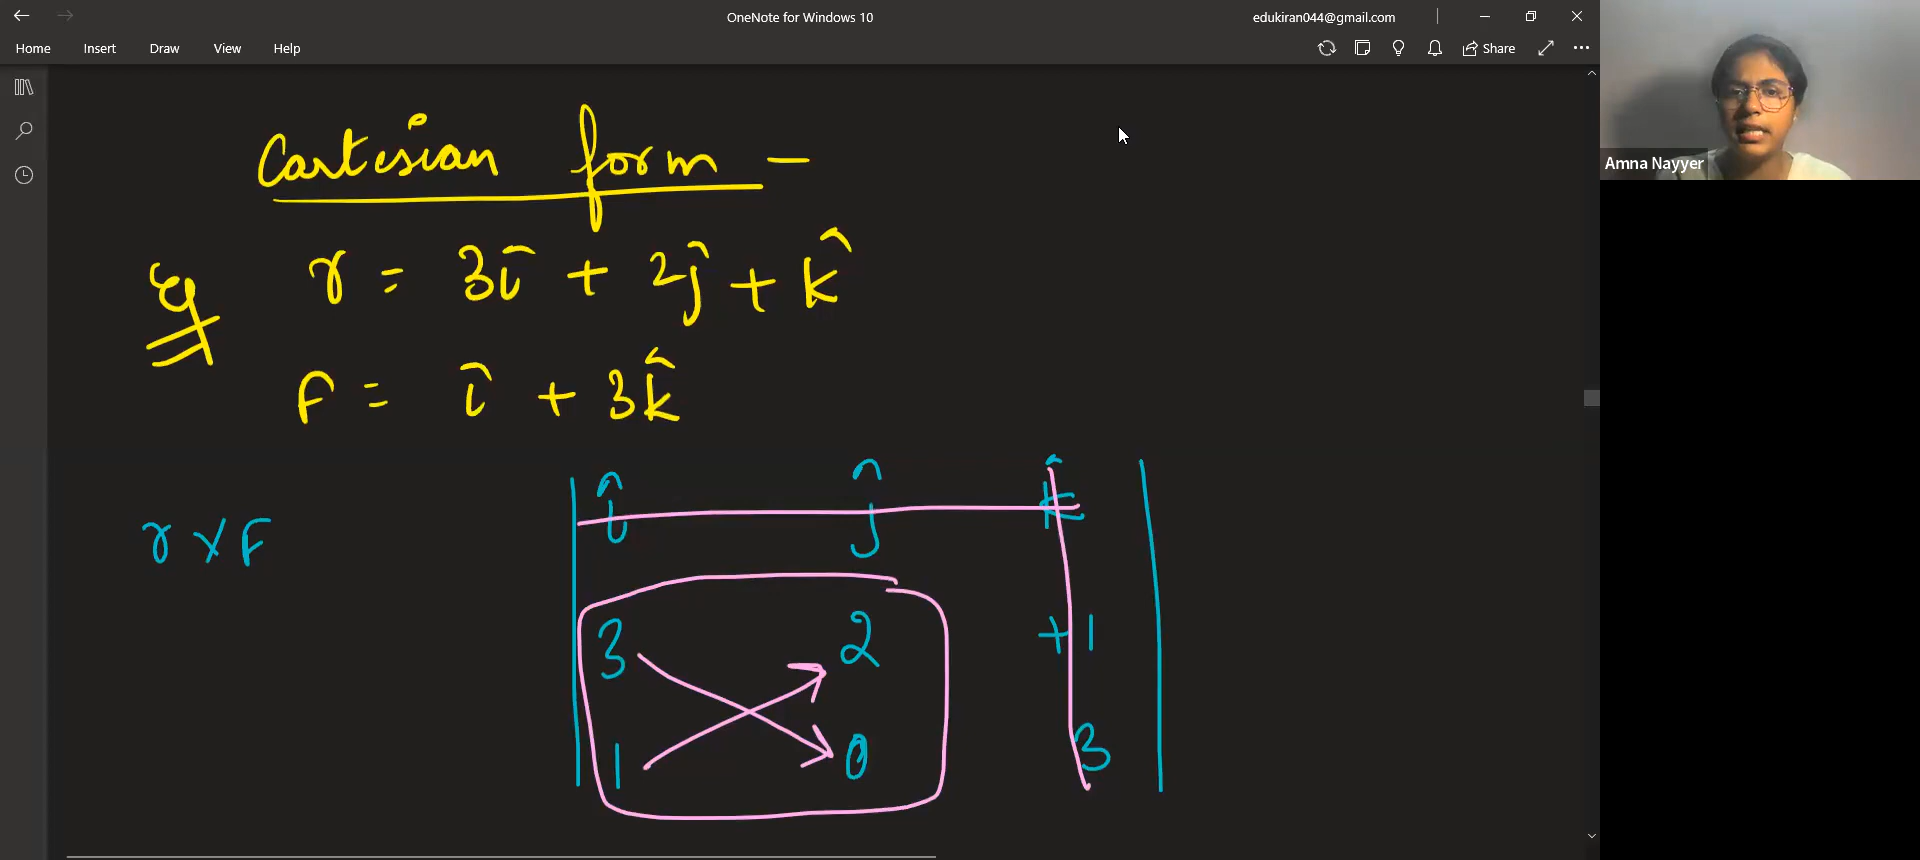 OneNote for Windows 10
edukiran044@gmail.com
Home Insert Draw View Help
Share
Amna Nayyer
Cartesian form -
r = 3î + 2ĵ + k̂
F = î + 3k̂
î ĵ k̂
r × F
3 2 +1
1 0 3